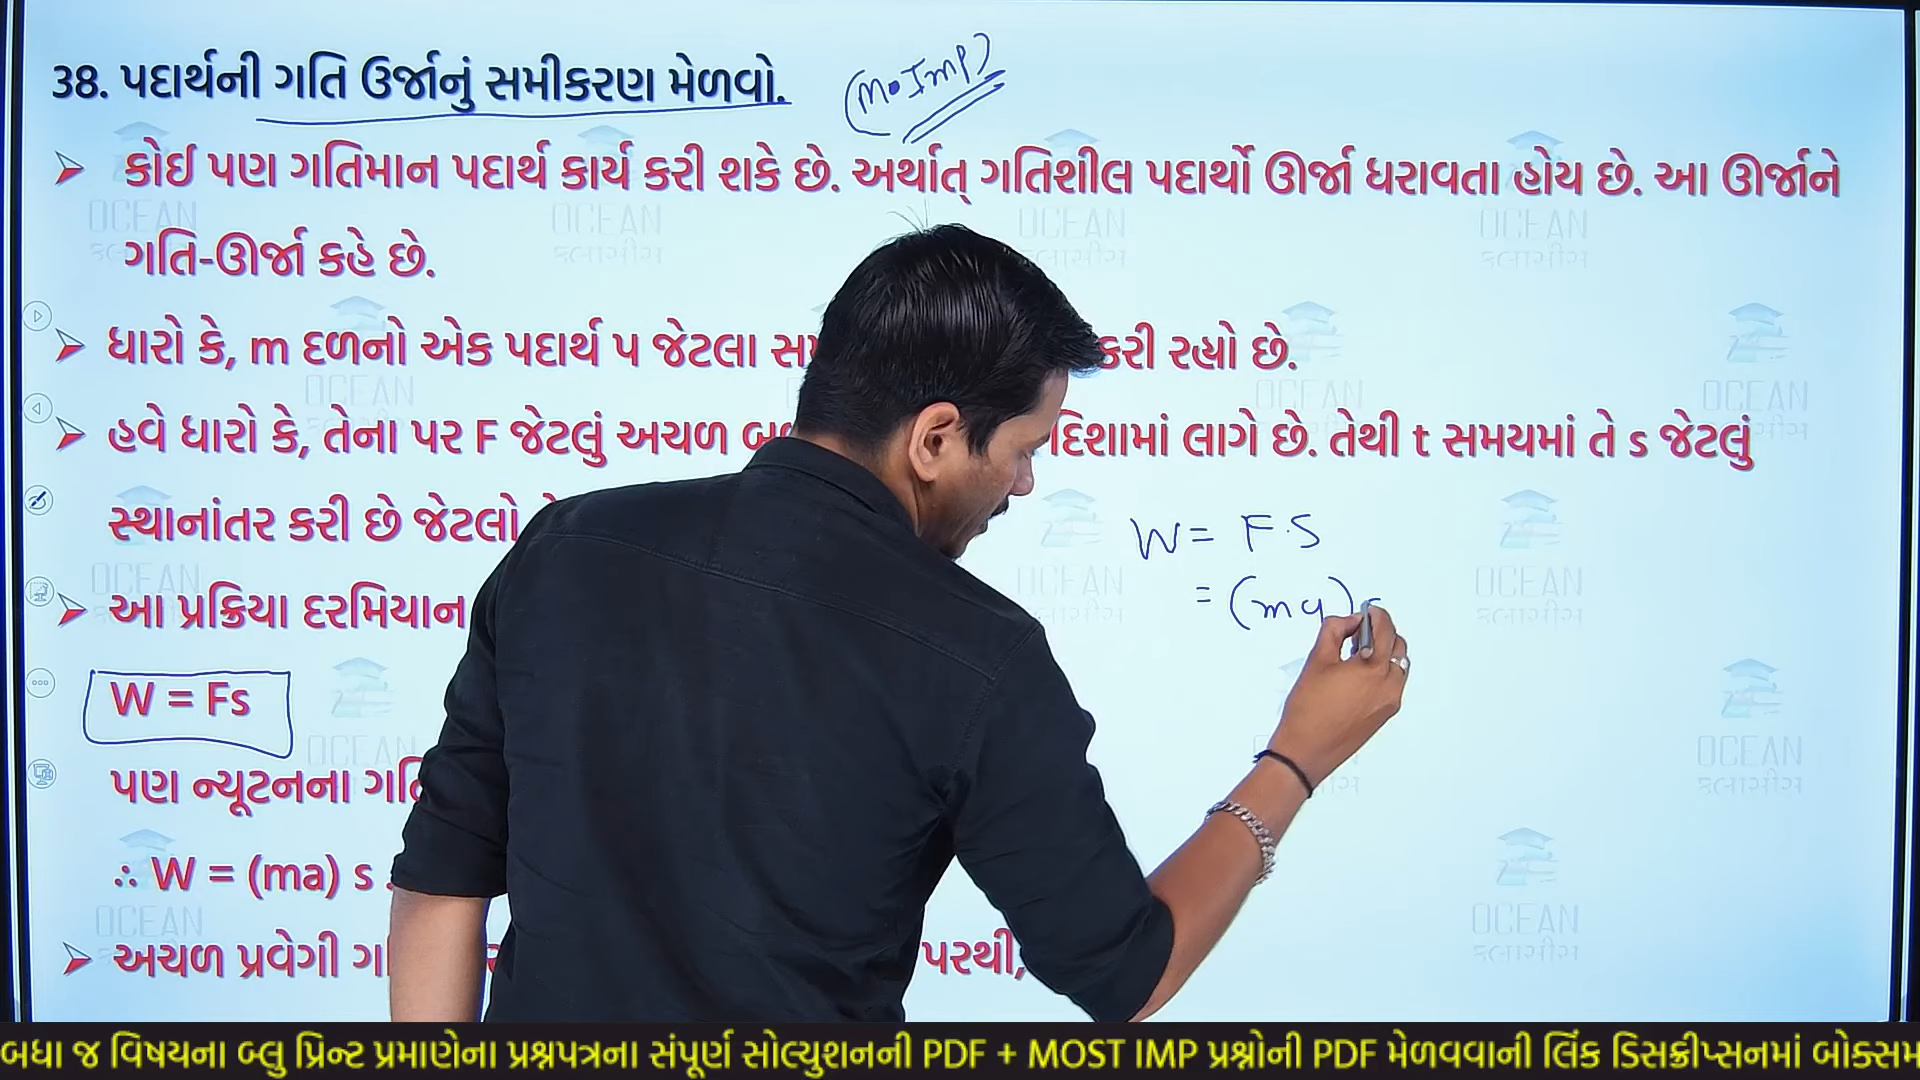 38. પદાર્થની ગતિ ઉર્જાનું સમીકરણ મેળવો. (M.IMP)
➢ કોઈ પણ ગતિમાન પદાર્થ કાર્ય કરી શકે છે. અર્થાત્ ગતિશીલ પદાર્થો ઊર્જા ધરાવતા હોય છે. આ ઊર્જાને
ગતિ-ઊર્જા કહે છે.
➢ ધારો કે, m દળનો એક પદાર્થ પ જેટલા કરી રહ્યો છે.
➢ હવે ધારો કે, તેના પર F જેટલું અચળ દિશામાં લાગે છે. તેથી t સમયમાં તે s જેટલું
સ્થાનાંતર કરી છે જેટલો
W = F.S
➢ આ પ્રક્રિયા દરમિયાન
= (ma) s
W = Fs
પણ ન્યૂટનના
∴ W = (ma) s
➢ અચળ પ્રવેગી પરથી,
OCEAN
કલાસીસ
બધા જ વિષયના બ્લુ પ્રિન્ટ પ્રમાણેના પ્રશ્નપત્રના સંપૂર્ણ સોલ્યુશનની PDF + MOST IMP પ્રશ્નોની PDF મેળવવાની લિંક ડિસક્રીપ્સનમાં